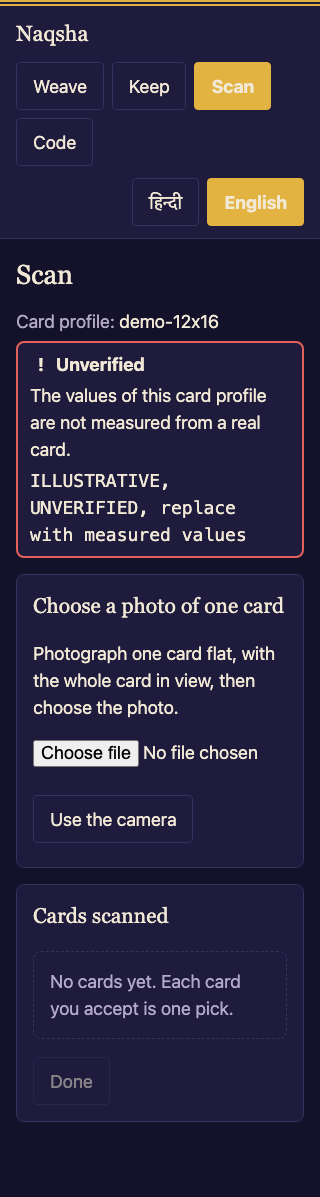 Naqsha
Weave Keep Scan
Code
हिन्दी English
Scan
Card profile: demo-12x16
! Unverified
The values of this card profile
are not measured from a real
card.
ILLUSTRATIVE,
UNVERIFIED, replace
with measured values
Choose a photo of one card
Photograph one card flat, with
the whole card in view, then
choose the photo.
Choose file No file chosen
Use the camera
Cards scanned
No cards yet. Each card
you accept is one pick.
Done